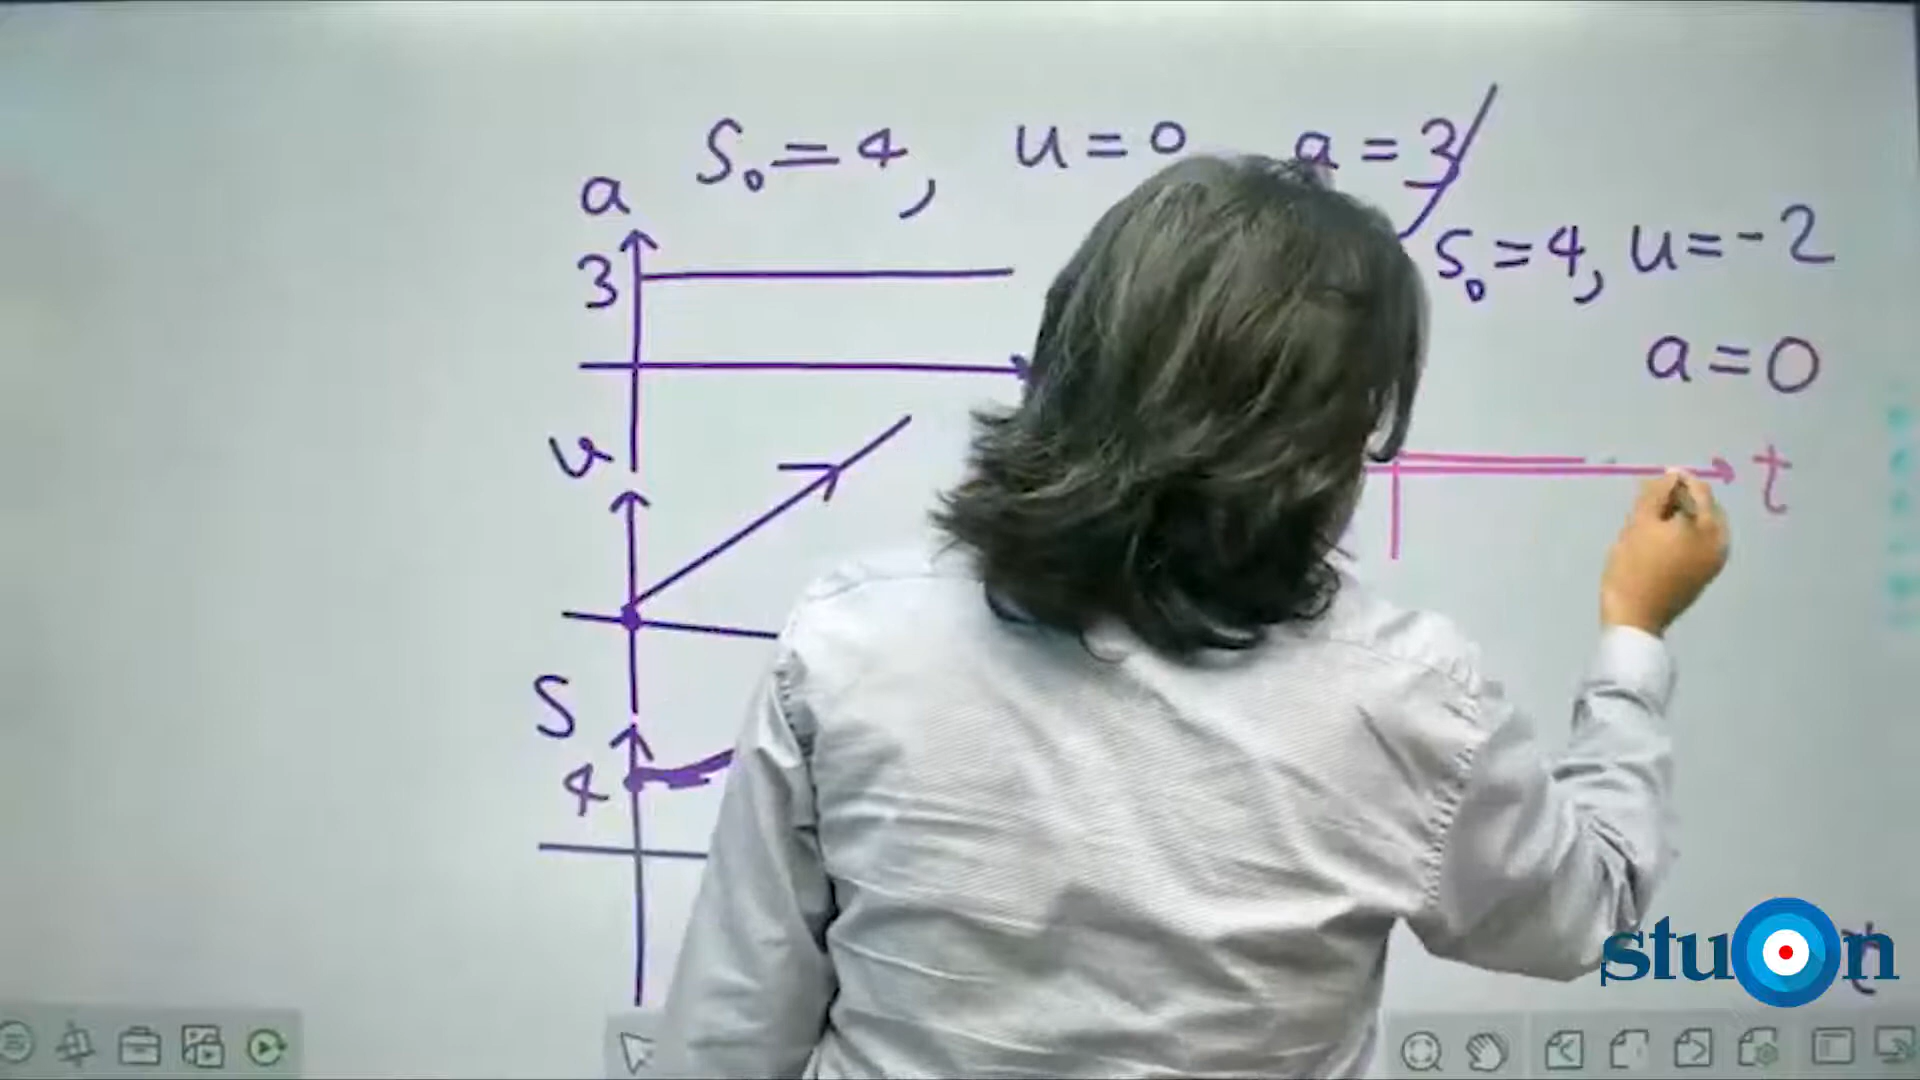 S₀ = 4, u = 0 a = 3
a
3
S₀ = 4, u = -2
a = 0
v
t
S
4
stuon
t